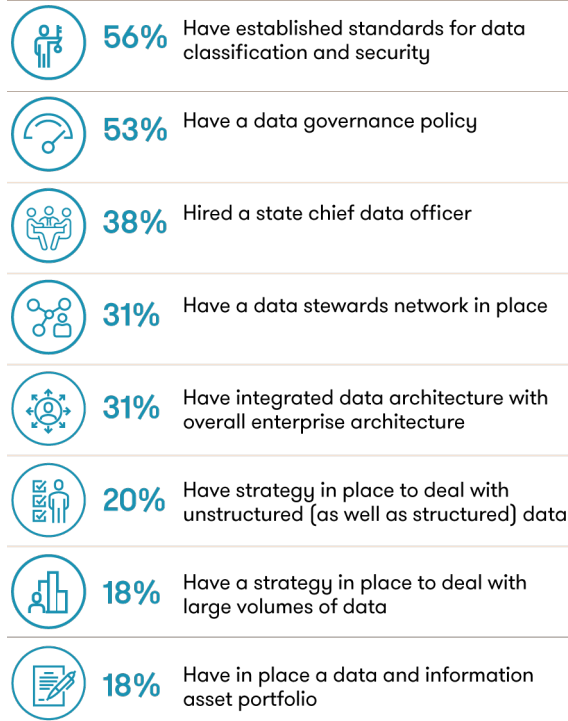 56%
Have established standards for data
classification and security
53%
Have a data governance policy
38%
Hired a state chief data officer
31%
Have a data stewards network in place
31%
Have integrated data architecture with
overall enterprise architecture
20%
Have strategy in place to deal with
unstructured (as well as structured) data
18%
Have a strategy in place to deal with
large volumes of data
18%
Have in place a data and information
asset portfolio